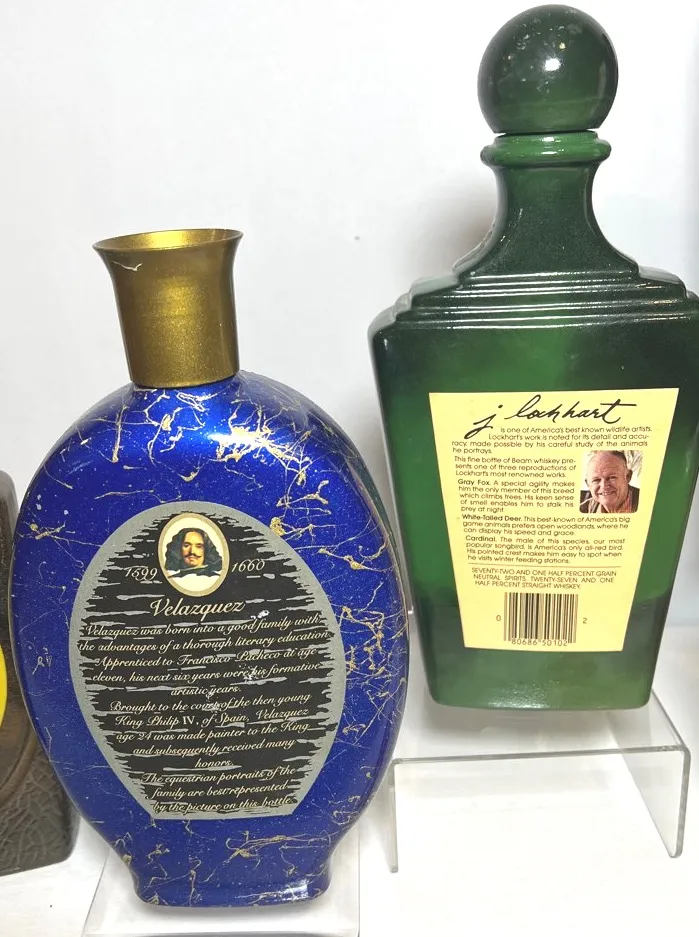 1599 1660
Velazquez
Velazquez was born into a good family with
the advantages of a thorough literary education
Apprenticed to Francisco Pacheco at age
eleven, his next six years were his formative
artistic years.
Brought to the court of the then young
King Philip IV, of Spain, Velazquez
age 24 was made painter to the King
and subsequently received many
honors.
The equestrian portraits of the
family are best represented
by the picture on this bottle.
j lockhart
is one of America's best known wildlife artists.
Lockhart's work is noted for its detail and accu-
racy, made possible by his careful study of the animals
he portrays.
This fine bottle of Beam whiskey pre-
sents one of three reproductions of
Lockhart's most renowned works.
Gray Fox. A special agility makes
him the only member of this breed
which climbs trees. His keen sense
of smell enables him to stalk his
prey at night.
White-Tailed Deer. This best-known of America's big
game animals prefers open woodlands, where he
can display his speed and grace.
Cardinal. The male of this species, our most
popular songbird, is America's only all-red bird.
His pointed crest makes him easy to spot when
he visits winter feeding stations.
SEVENTY-TWO AND ONE HALF PERCENT GRAIN
NEUTRAL SPIRITS. TWENTY-SEVEN AND ONE
HALF PERCENT STRAIGHT WHISKEY.
0 80686 50102 2